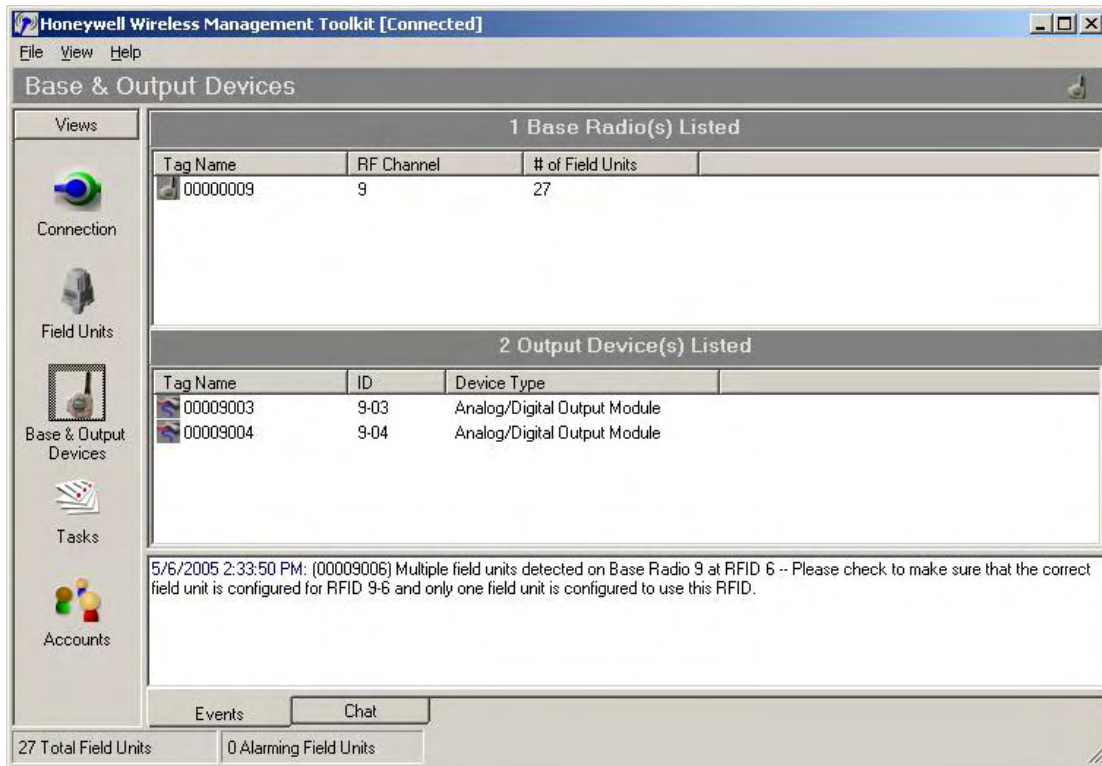 Honeywell Wireless Management Toolkit [Connected]
File View Help
Base & Output Devices
Views
Connection
Field Units
Base & Output
Devices
Tasks
Accounts
1 Base Radio(s) Listed
Tag Name RF Channel # of Field Units
00000009 9 27
2 Output Device(s) Listed
Tag Name ID Device Type
00009003 9-03 Analog/Digital Output Module
00009004 9-04 Analog/Digital Output Module
5/6/2005 2:33:50 PM: (00009006) Multiple field units detected on Base Radio 9 at RFID 6 -- Please check to make sure that the correct
field unit is configured for RFID 9-6 and only one field unit is configured to use this RFID.
Events Chat
27 Total Field Units 0 Alarming Field Units